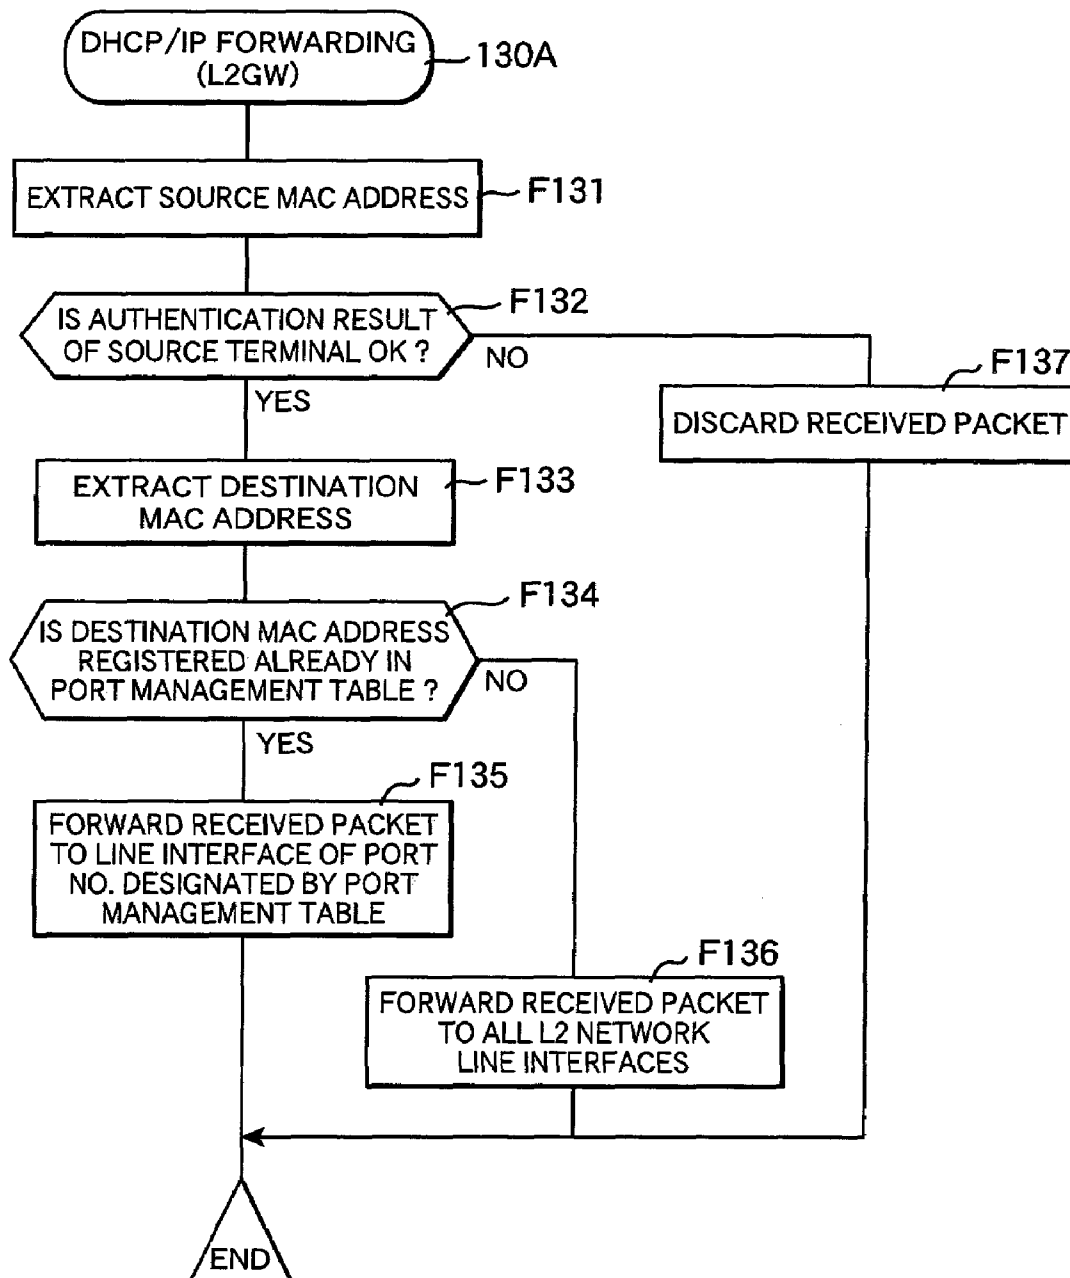 DHCP/IP FORWARDING
(L2GW)
130A
EXTRACT SOURCE MAC ADDRESS
F131
IS AUTHENTICATION RESULT
OF SOURCE TERMINAL OK ?
F132
NO
YES
F137
DISCARD RECEIVED PACKET
EXTRACT DESTINATION
MAC ADDRESS
F133
F134
IS DESTINATION MAC ADDRESS
REGISTERED ALREADY IN
PORT MANAGEMENT TABLE ?
NO
YES
F135
FORWARD RECEIVED PACKET
TO LINE INTERFACE OF PORT
NO. DESIGNATED BY PORT
MANAGEMENT TABLE
F136
FORWARD RECEIVED PACKET
TO ALL L2 NETWORK
LINE INTERFACES
END